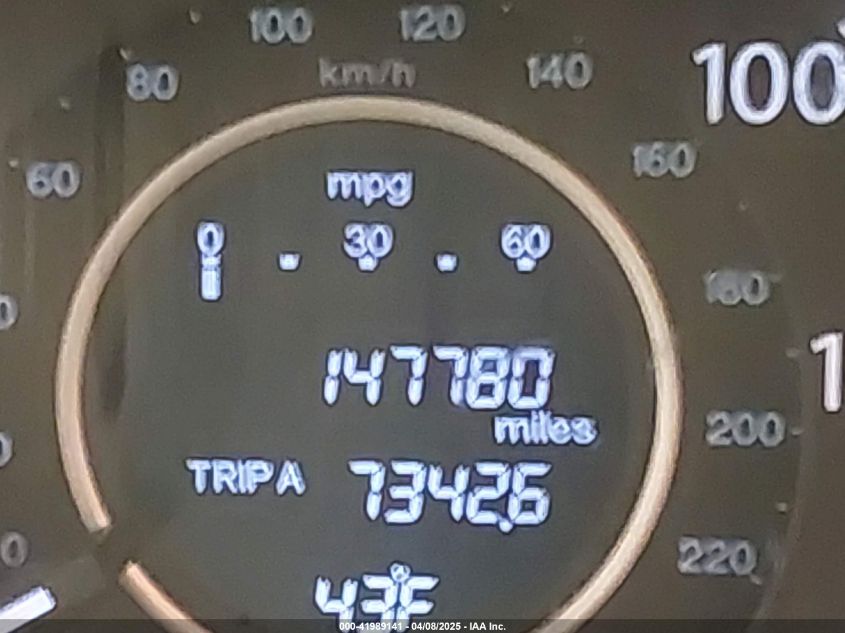 100 120
80 km/h 140 100
60 160
mpg
0 30 60
180
147780
miles
200
TRIP A 7342.6
220
43°F
000-41989141 - 04/08/2025 - IAA Inc.